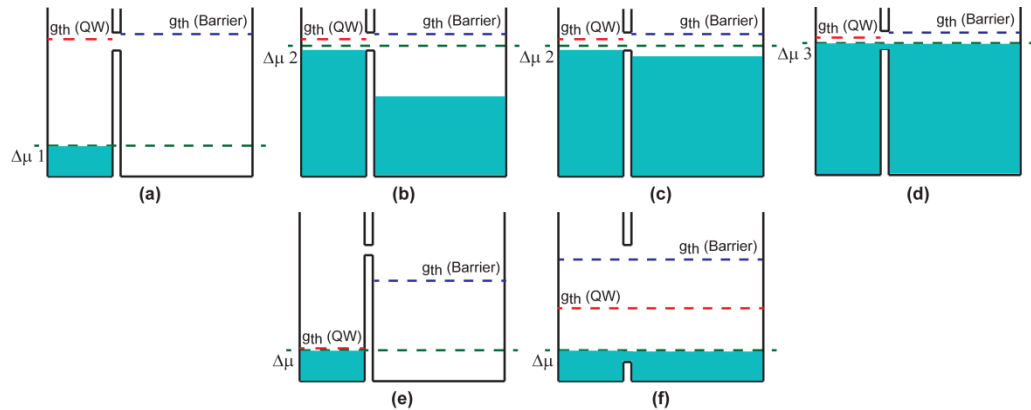 gth (QW)
gth (Barrier)
Δμ 1
(a)
gth (QW)
gth (Barrier)
Δμ 2
(b)
gth (QW)
gth (Barrier)
Δμ 2
(c)
gth (QW)
gth (Barrier)
Δμ 3
(d)
gth (Barrier)
gth (QW)
Δμ
(e)
gth (Barrier)
gth (QW)
Δμ
(f)